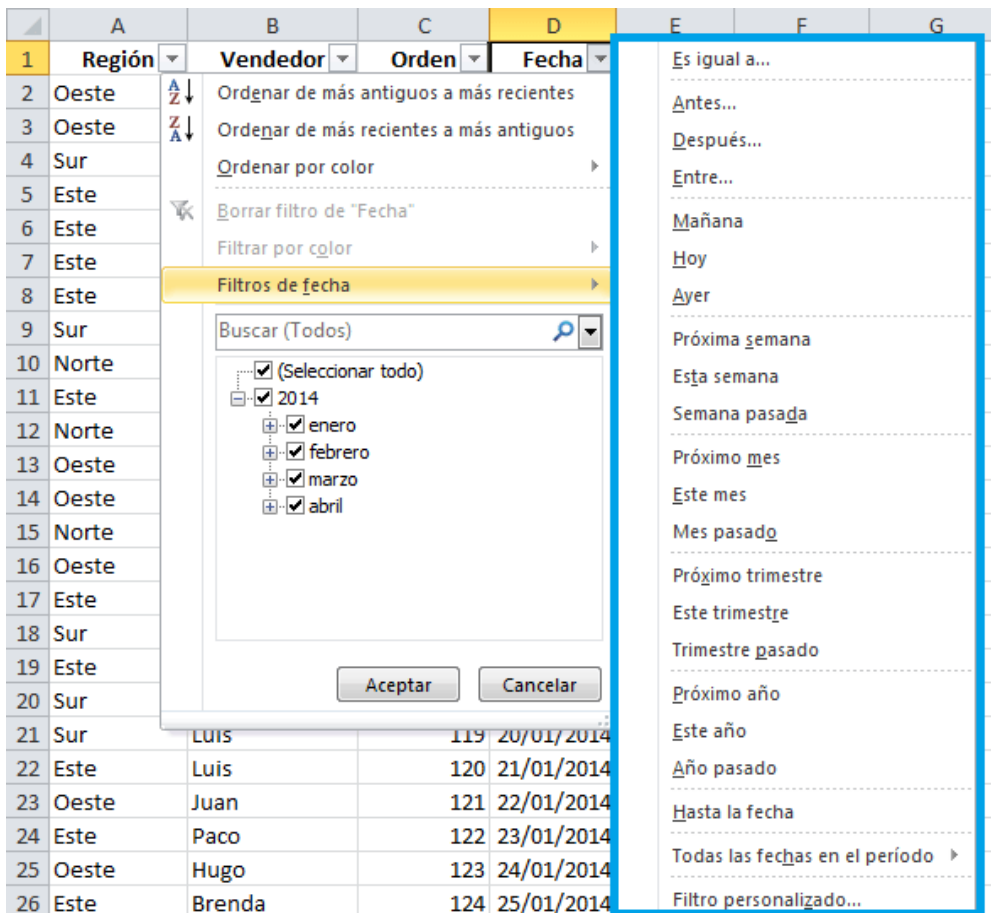 A B C D E F G
1 Región Vendedor Orden Fecha
2 Oeste
3 Oeste
4 Sur
5 Este
6 Este
7 Este
8 Este
9 Sur
10 Norte
11 Este
12 Norte
13 Oeste
14 Oeste
15 Norte
16 Oeste
17 Este
18 Sur
19 Este
20 Sur
21 Sur Luis 119 20/01/2014
22 Este Luis 120 21/01/2014
23 Oeste Juan 121 22/01/2014
24 Este Paco 122 23/01/2014
25 Oeste Hugo 123 24/01/2014
26 Este Brenda 124 25/01/2014
Ordenar de más antiguos a más recientes
Ordenar de más recientes a más antiguos
Ordenar por color
Borrar filtro de "Fecha"
Filtrar por color
Filtros de fecha
Buscar (Todos)
(Seleccionar todo)
2014
enero
febrero
marzo
abril
Aceptar Cancelar
Es igual a...
Antes...
Después...
Entre...
Mañana
Hoy
Ayer
Próxima semana
Esta semana
Semana pasada
Próximo mes
Este mes
Mes pasado
Próximo trimestre
Este trimestre
Trimestre pasado
Próximo año
Este año
Año pasado
Hasta la fecha
Todas las fechas en el período
Filtro personalizado...